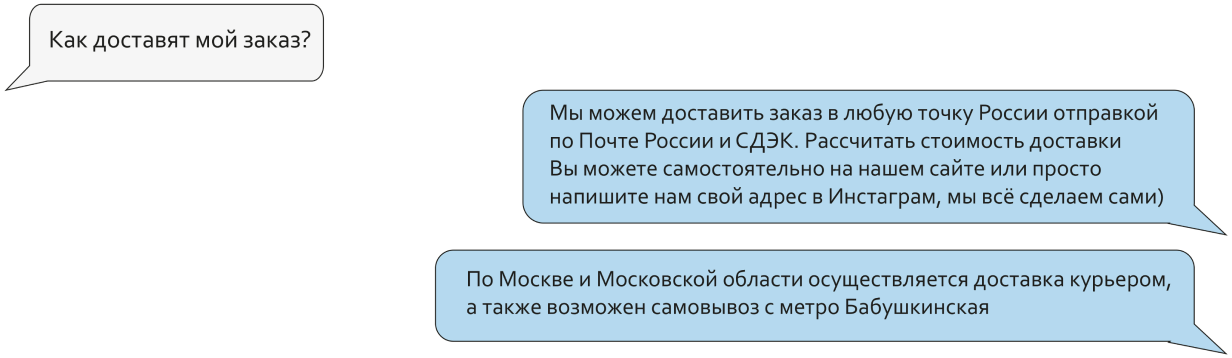 Как доставят мой заказ?
Мы можем доставить заказ в любую точку России отправкой
по Почте России и СДЭК. Рассчитать стоимость доставки
Вы можете самостоятельно на нашем сайте или просто
напишите нам свой адрес в Инстаграм, мы всё сделаем сами)
По Москве и Московской области осуществляется доставка курьером,
а также возможен самовывоз с метро Бабушкинская